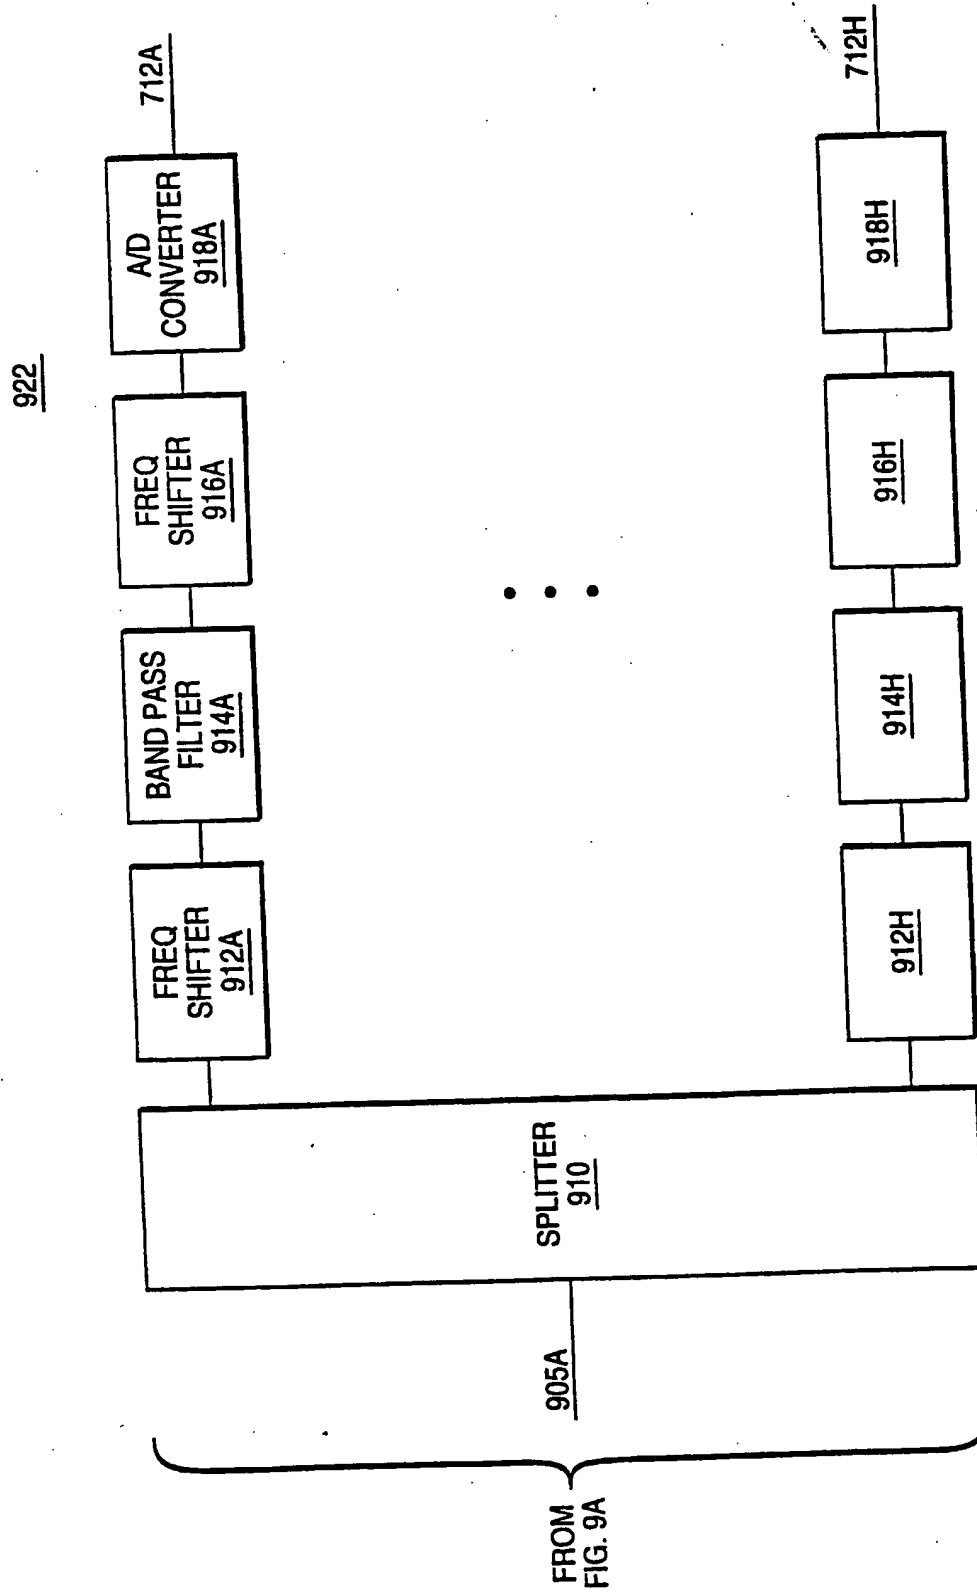 922
FROM
FIG. 9A
905A
SPLITTER
910
FREQ
SHIFTER
912A
BAND PASS
FILTER
914A
FREQ
SHIFTER
916A
A/D
CONVERTER
918A
712A
912H
914H
916H
918H
712H